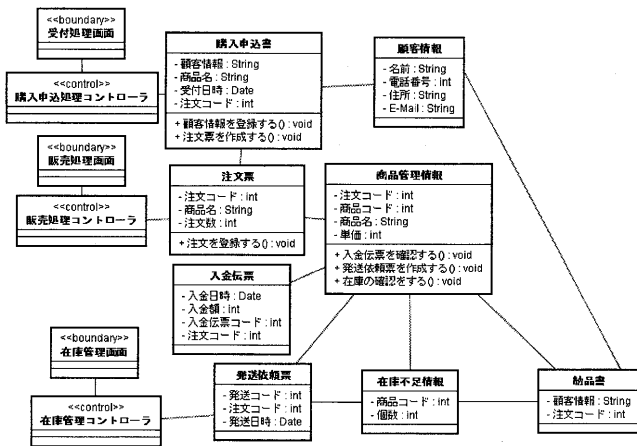 <<boundary>>
受付処理画面
<<control>>
購入申込処理コントローラ
購入申込書
- 顧客情報 : String
- 商品名 : String
- 受付日時 : Date
- 注文コード : int
+ 顧客情報を登録する() : void
+ 注文票を作成する() : void
顧客情報
- 名前 : String
- 電話番号 : int
- 住所 : String
- E-Mail : String
<<boundary>>
販売処理画面
<<control>>
販売処理コントローラ
注文票
- 注文コード : int
- 商品名 : String
- 注文数 : int
+ 注文を登録する() : void
商品管理情報
- 注文コード : int
- 商品コード : int
- 商品名 : String
- 単価 : int
+ 入金伝票を確認する() : void
+ 発送依頼票を作成する() : void
+ 在庫の確認をする() : void
入金伝票
- 入金日時 : Date
- 入金額 : int
- 入金伝票コード : int
- 注文コード : int
<<boundary>>
在庫管理画面
<<control>>
在庫管理コントローラ
発送依頼票
- 発送コード : int
- 注文コード : int
- 発送日時 : Date
在庫不足情報
- 商品コード : int
- 個数 : int
納品書
- 顧客情報 : String
- 注文コード : int